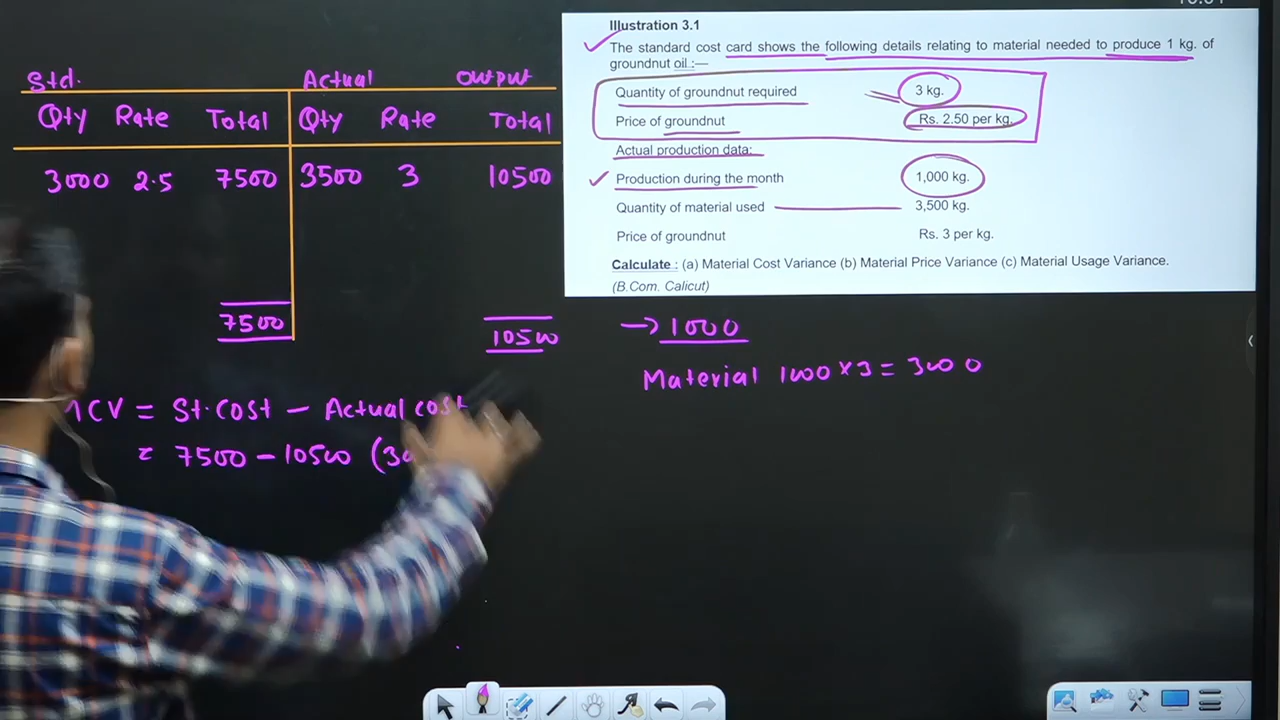 Std. Actual output
Qty Rate Total Qty Rate Total
3000 2.5 7500 3500 3 10500
7500
10500
CV = St. Cost - Actual cost
= 7500 - 10500
Illustration 3.1
The standard cost card shows the following details relating to material needed to produce 1 kg. of
groundnut oil :—
Quantity of groundnut required 3 kg.
Price of groundnut Rs. 2.50 per kg.
Actual production data:
Production during the month 1,000 kg.
Quantity of material used 3,500 kg.
Price of groundnut Rs. 3 per kg.
Calculate : (a) Material Cost Variance (b) Material Price Variance (c) Material Usage Variance.
(B.Com. Calicut)
→ 1000
Material 1000 × 3 = 3000